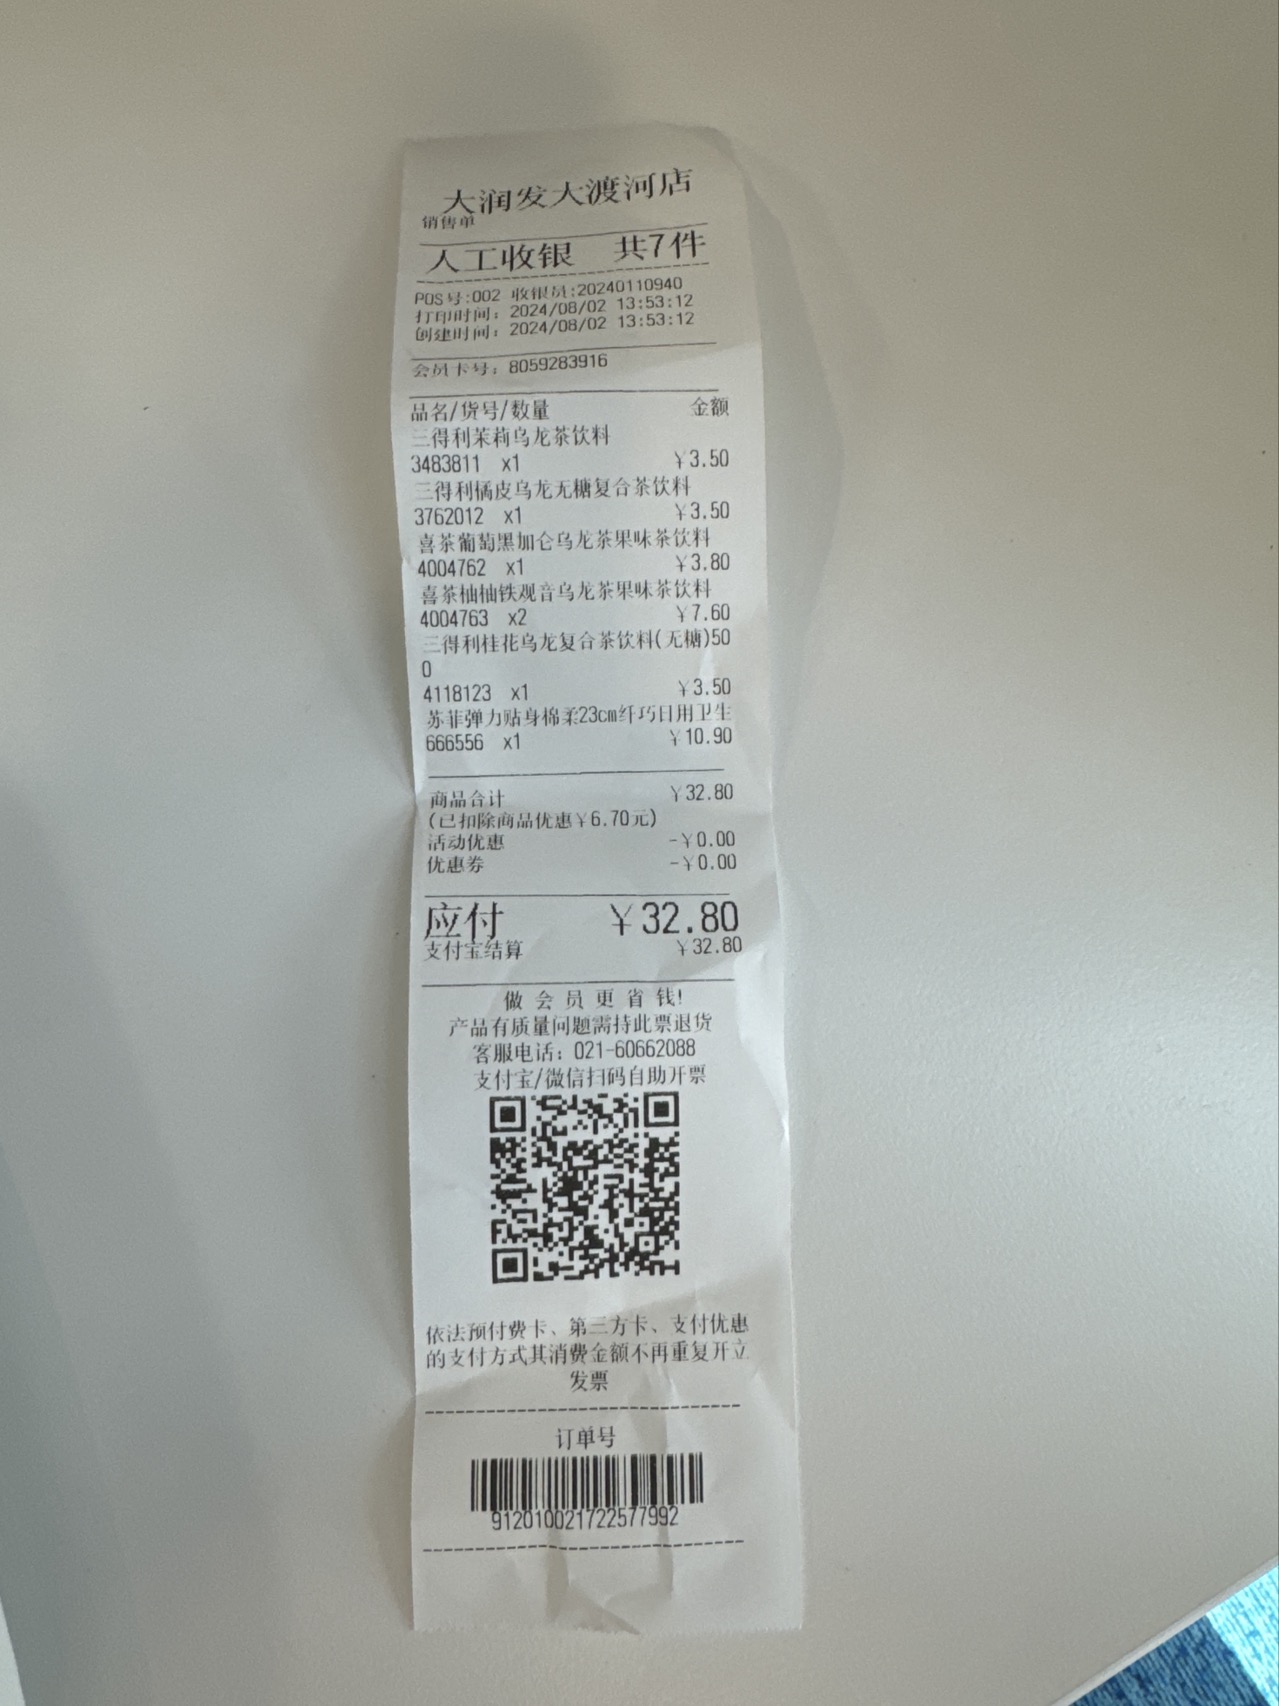 大润发大渡河店
销售单
人工收银 共7件
POS号:002 收银员:20240110940
打印时间: 2024/08/02 13:53:12
创建时间: 2024/08/02 13:53:12
会员卡号: 8059283916
品名/货号/数量 金额
三得利茉莉乌龙茶饮料
3483811 x1 ￥3.50
三得利橘皮乌龙无糖复合茶饮料
3762012 x1 ￥3.50
喜茶葡萄黑加仑乌龙茶果味茶饮料
4004762 x1 ￥3.80
喜茶柚柚铁观音乌龙茶果味茶饮料
4004763 x2 ￥7.60
三得利桂花乌龙复合茶饮料(无糖)50
0
4118123 x1 ￥3.50
苏菲弹力贴身棉柔23cm纤巧日用卫生
666556 x1 ￥10.90
商品合计 ￥32.80
(已扣除商品优惠￥6.70元)
活动优惠 -￥0.00
优惠券 -￥0.00
应付 ￥32.80
支付宝结算 ￥32.80
做会员更省钱!
产品有质量问题需持此票退货
客服电话: 021-60662088
支付宝/微信扫码自助开票
依法预付费卡、第三方卡、支付优惠
的支付方式其消费金额不再重复开立
发票
订单号
912010021722577992